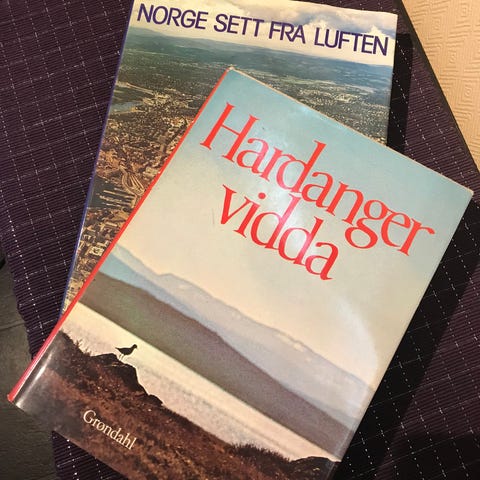 NORGE SETT FRA LUFTEN
Hardanger
vidda
Grøndahl